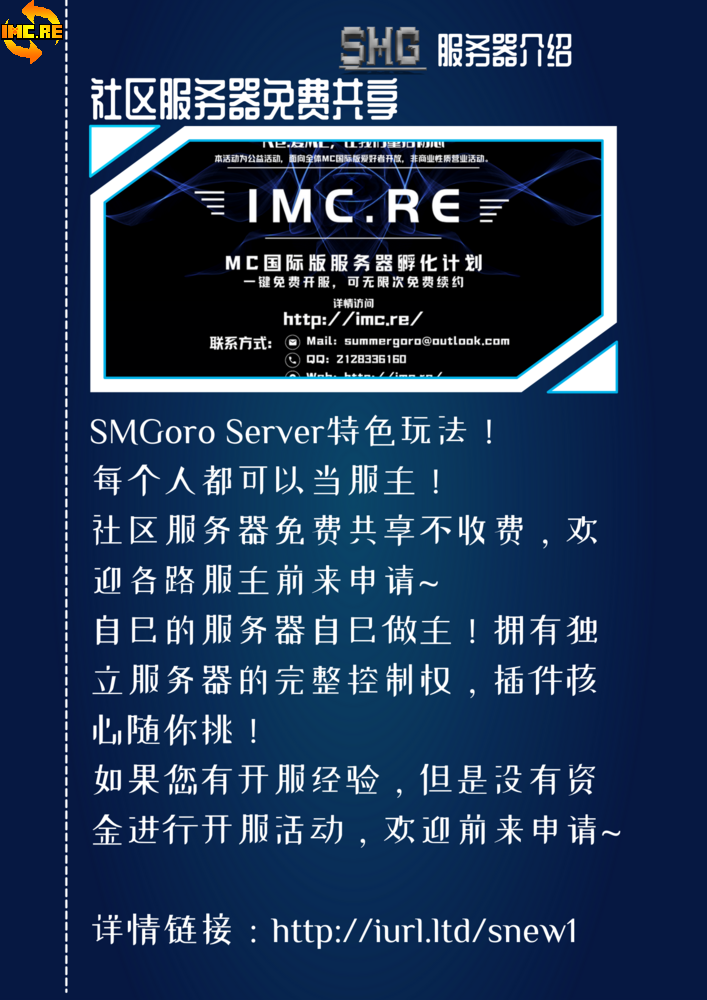 IMC.RE
SMG 服务器介绍
社区服务器免费共享
本活动为公益活动，面向全体MC国际版爱好者开放，非商业性质营业活动。
IMC.RE
MC国际版服务器孵化计划
一键免费开服，可无限次免费续约
详情访问
http://imc.re/
联系方式：
Mail: summergoro@outlook.com
QQ: 2128336160
Web: http://imc.re/
SMGoro Server特色玩法！
每个人都可以当服主！
社区服务器免费共享不收费，欢
迎各路服主前来申请~
自已的服务器自已做主！拥有独
立服务器的完整控制权，插件核
心随你挑！
如果您有开服经验，但是没有资
金进行开服活动，欢迎前来申请~
详情链接：http://iurl.ltd/snew1